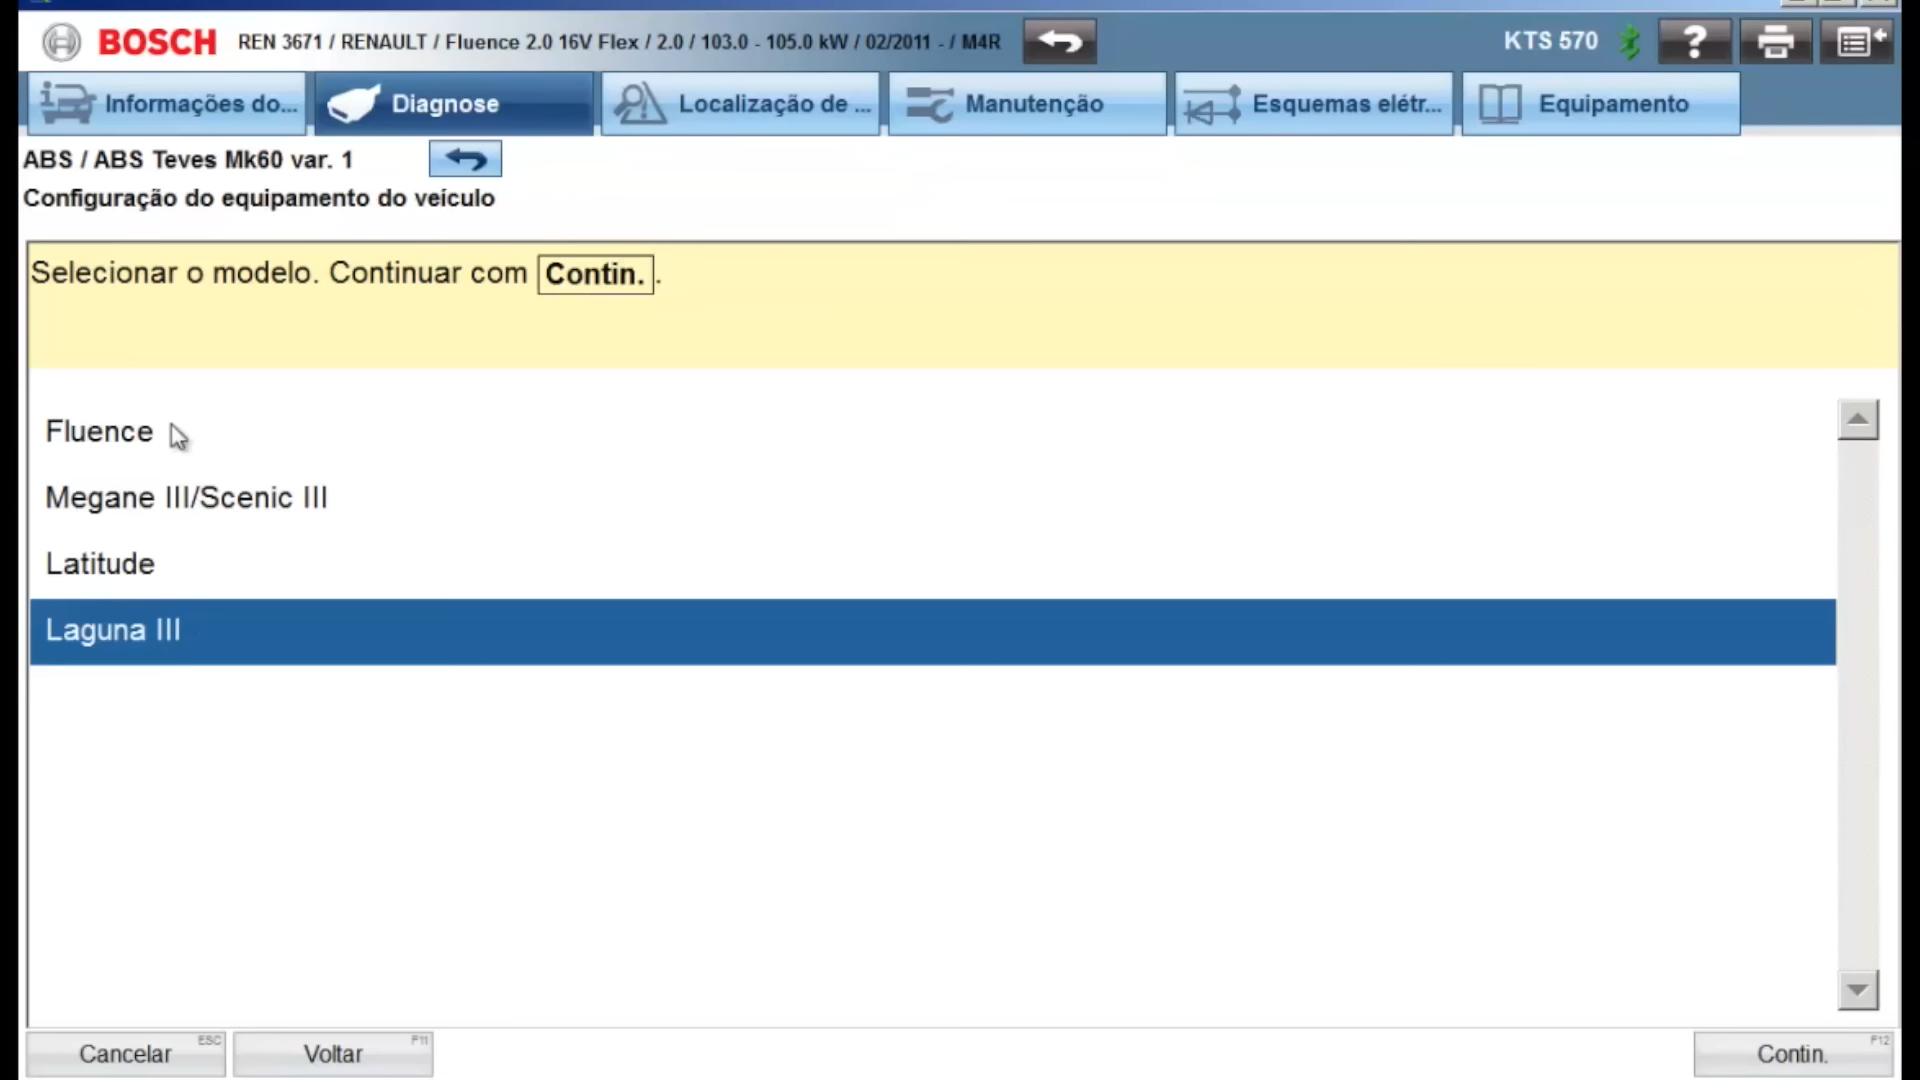 BOSCH REN 3671 / RENAULT / Fluence 2.0 16V Flex / 2.0 / 103.0 - 105.0 kW / 02/2011 - / M4R KTS 570 ?
Informações do... Diagnose Localização de ... Manutenção Esquemas elétr... Equipamento
ABS / ABS Teves Mk60 var. 1
Configuração do equipamento do veículo
Selecionar o modelo. Continuar com Contin. .
Fluence
Megane III/Scenic III
Latitude
Laguna III
Cancelar ESC Voltar F11 Contin. F12